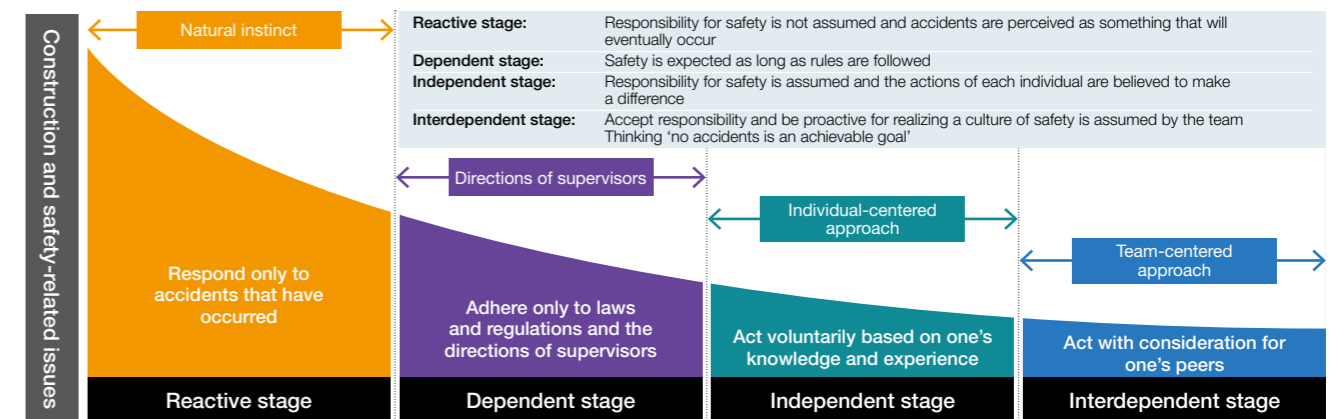 Construction and safety-related issues
Natural instinct
Reactive stage: Responsibility for safety is not assumed and accidents are perceived as something that will
eventually occur
Dependent stage: Safety is expected as long as rules are followed
Independent stage: Responsibility for safety is assumed and the actions of each individual are believed to make
a difference
Interdependent stage: Accept responsibility and be proactive for realizing a culture of safety is assumed by the team
Thinking ‘no accidents is an achievable goal’
Directions of supervisors
Individual-centered
approach
Team-centered
approach
Respond only to
accidents that have
occurred
Adhere only to laws
and regulations and the
directions of supervisors
Act voluntarily based on one’s
knowledge and experience
Act with consideration for
one’s peers
Reactive stage
Dependent stage
Independent stage
Interdependent stage